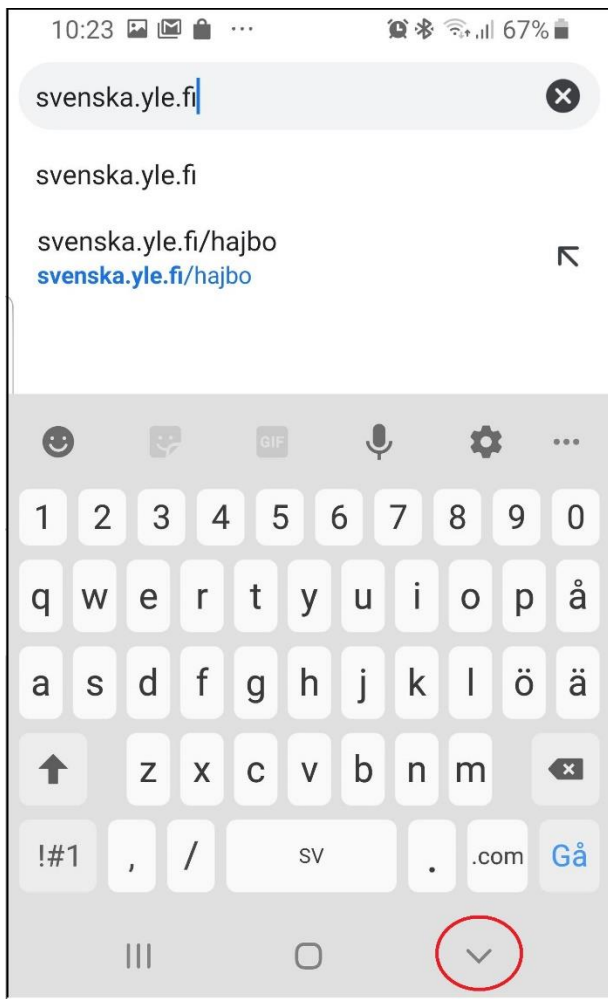 10:23 67%
svenska.yle.fi
svenska.yle.fi
svenska.yle.fi/hajbo
svenska.yle.fi/hajbo
GIF
1 2 3 4 5 6 7 8 9 0
q w e r t y u i o p å
a s d f g h j k l ö ä
z x c v b n m
!#1 , / SV . .com Gå